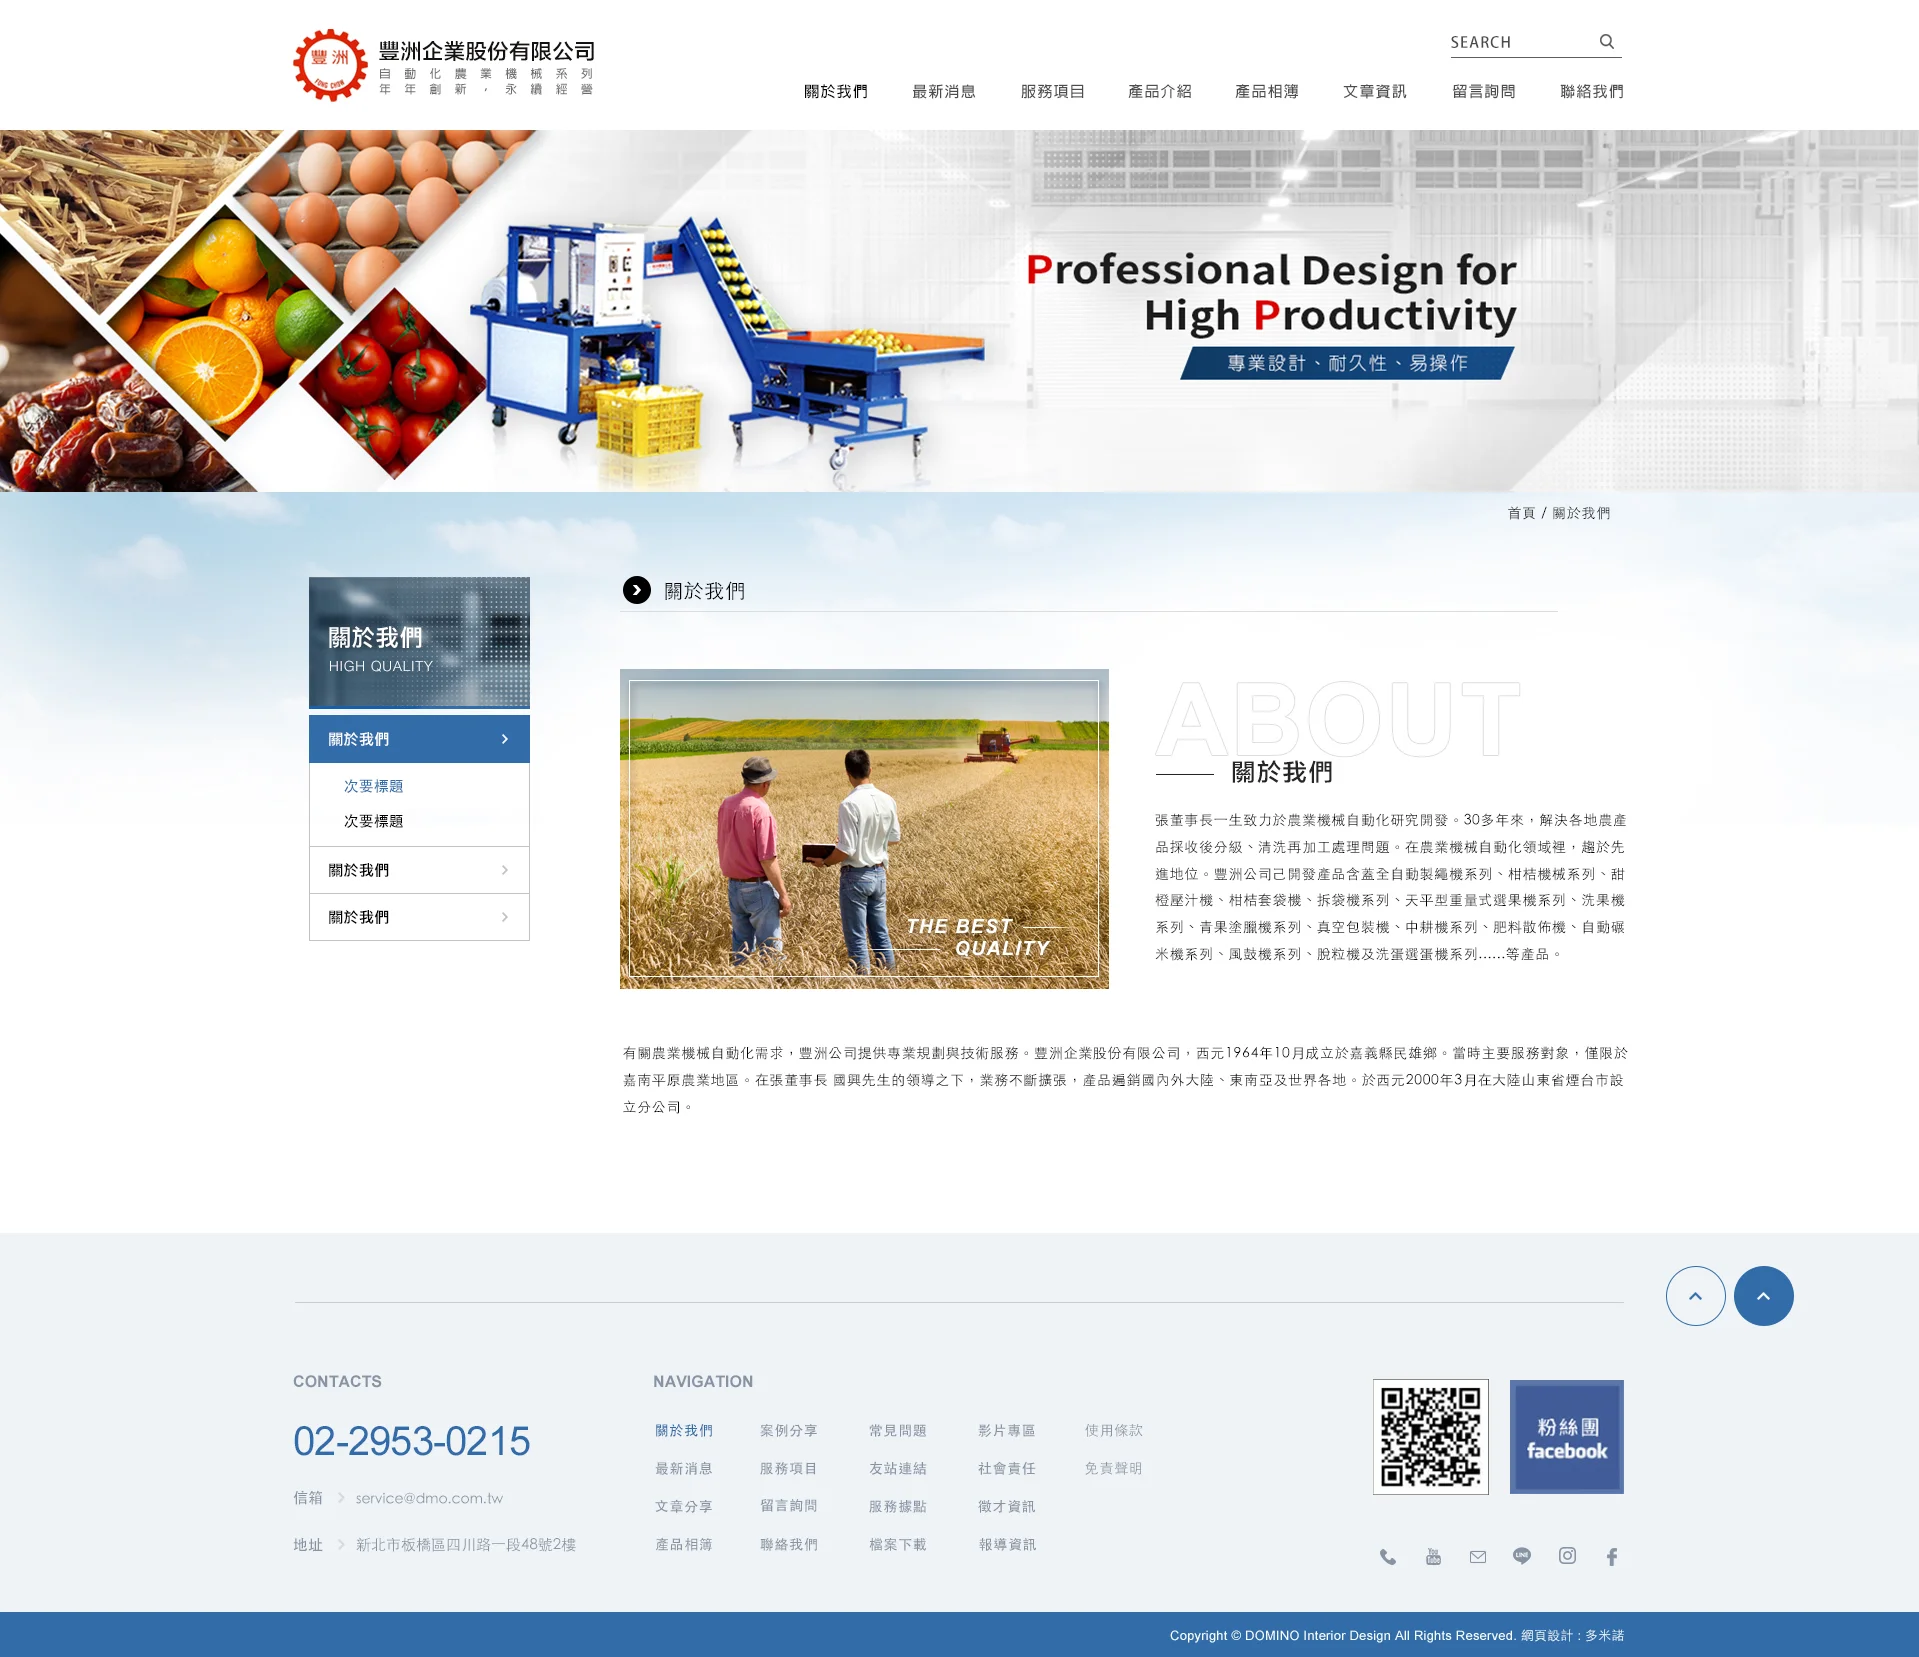 豐洲
FONG CHOW
豐洲企業股份有限公司
自動化農業機械系列
年年創新，永續經營
SEARCH
關於我們 最新消息 服務項目 產品介紹 產品相簿 文章資訊 留言詢問 聯絡我們
Professional Design for
High Productivity
專業設計、耐久性、易操作
首頁 / 關於我們
關於我們
HIGH QUALITY
關於我們
次要標題
次要標題
關於我們
關於我們
關於我們
THE BEST
QUALITY
ABOUT
關於我們
張董事長一生致力於農業機械自動化研究開發。30多年來，解決各地農產
品採收後分級、清洗再加工處理問題。在農業機械自動化領域裡，趨於先
進地位。豐洲公司己開發產品含蓋全自動製繩機系列、柑桔機械系列、甜
橙壓汁機、柑桔套袋機、拆袋機系列、天平型重量式選果機系列、洗果機
系列、青果塗臘機系列、真空包裝機、中耕機系列、肥料散佈機、自動碾
米機系列、風鼓機系列、脫粒機及洗蛋選蛋機系列......等產品。
有關農業機械自動化需求，豐洲公司提供專業規劃與技術服務。豐洲企業股份有限公司，西元1964年10月成立於嘉義縣民雄鄉。當時主要服務對象，僅限於
嘉南平原農業地區。在張董事長 國興先生的領導之下，業務不斷擴張，產品遍銷國內外大陸、東南亞及世界各地。於西元2000年3月在大陸山東省煙台市設
立分公司。
CONTACTS
02-2953-0215
信箱 service@dmo.com.tw
地址 新北市板橋區四川路一段48號2樓
NAVIGATION
關於我們 案例分享 常見問題 影片專區 使用條款
最新消息 服務項目 友站連結 社會責任 免責聲明
文章分享 留言詢問 服務據點 徵才資訊
產品相簿 聯絡我們 檔案下載 報導資訊
粉絲團
facebook
You
Tube
LINE
Copyright © DOMINO Interior Design All Rights Reserved. 網頁設計 : 多米諾